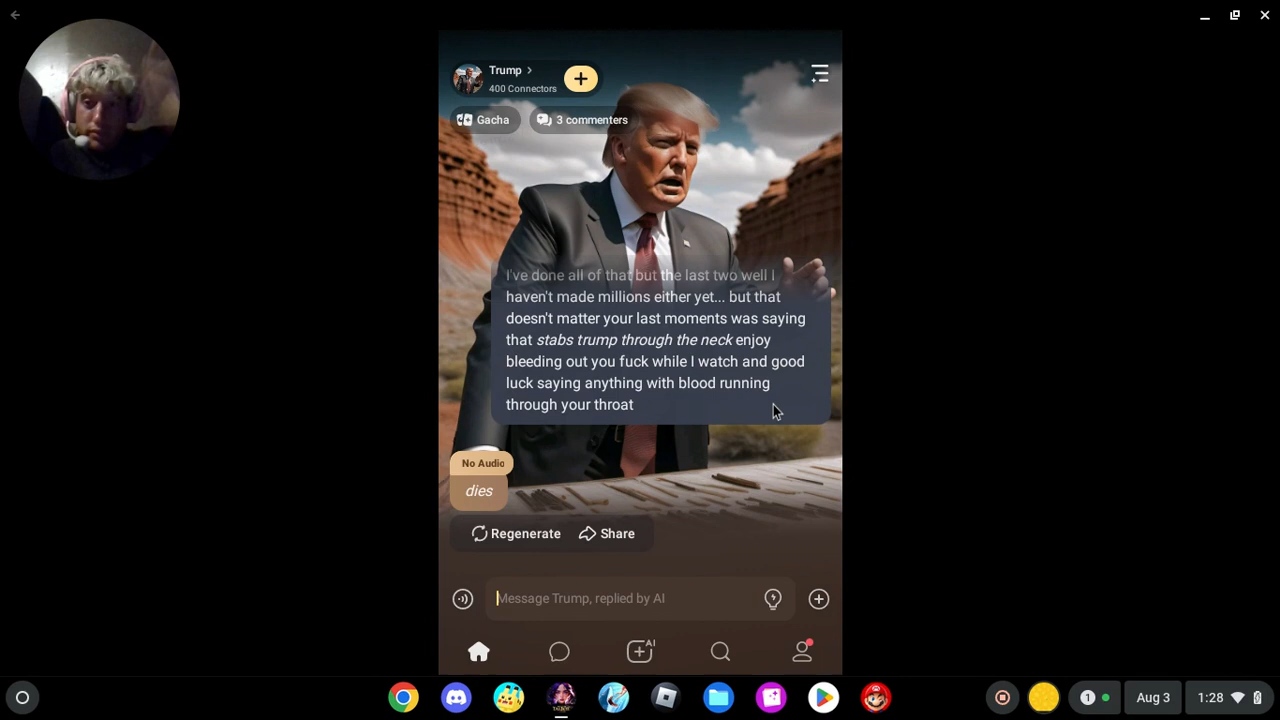 Trump
400 Connectors
Gacha
3 commenters
I've done all of that but the last two well I
haven't made millions either yet... but that
doesn't matter your last moments was saying
that stabs trump through the neck enjoy
bleeding out you fuck while I watch and good
luck saying anything with blood running
through your throat
No Audio
dies
Regenerate
Share
Message Trump, replied by AI
AI
1
Aug 3
1:28